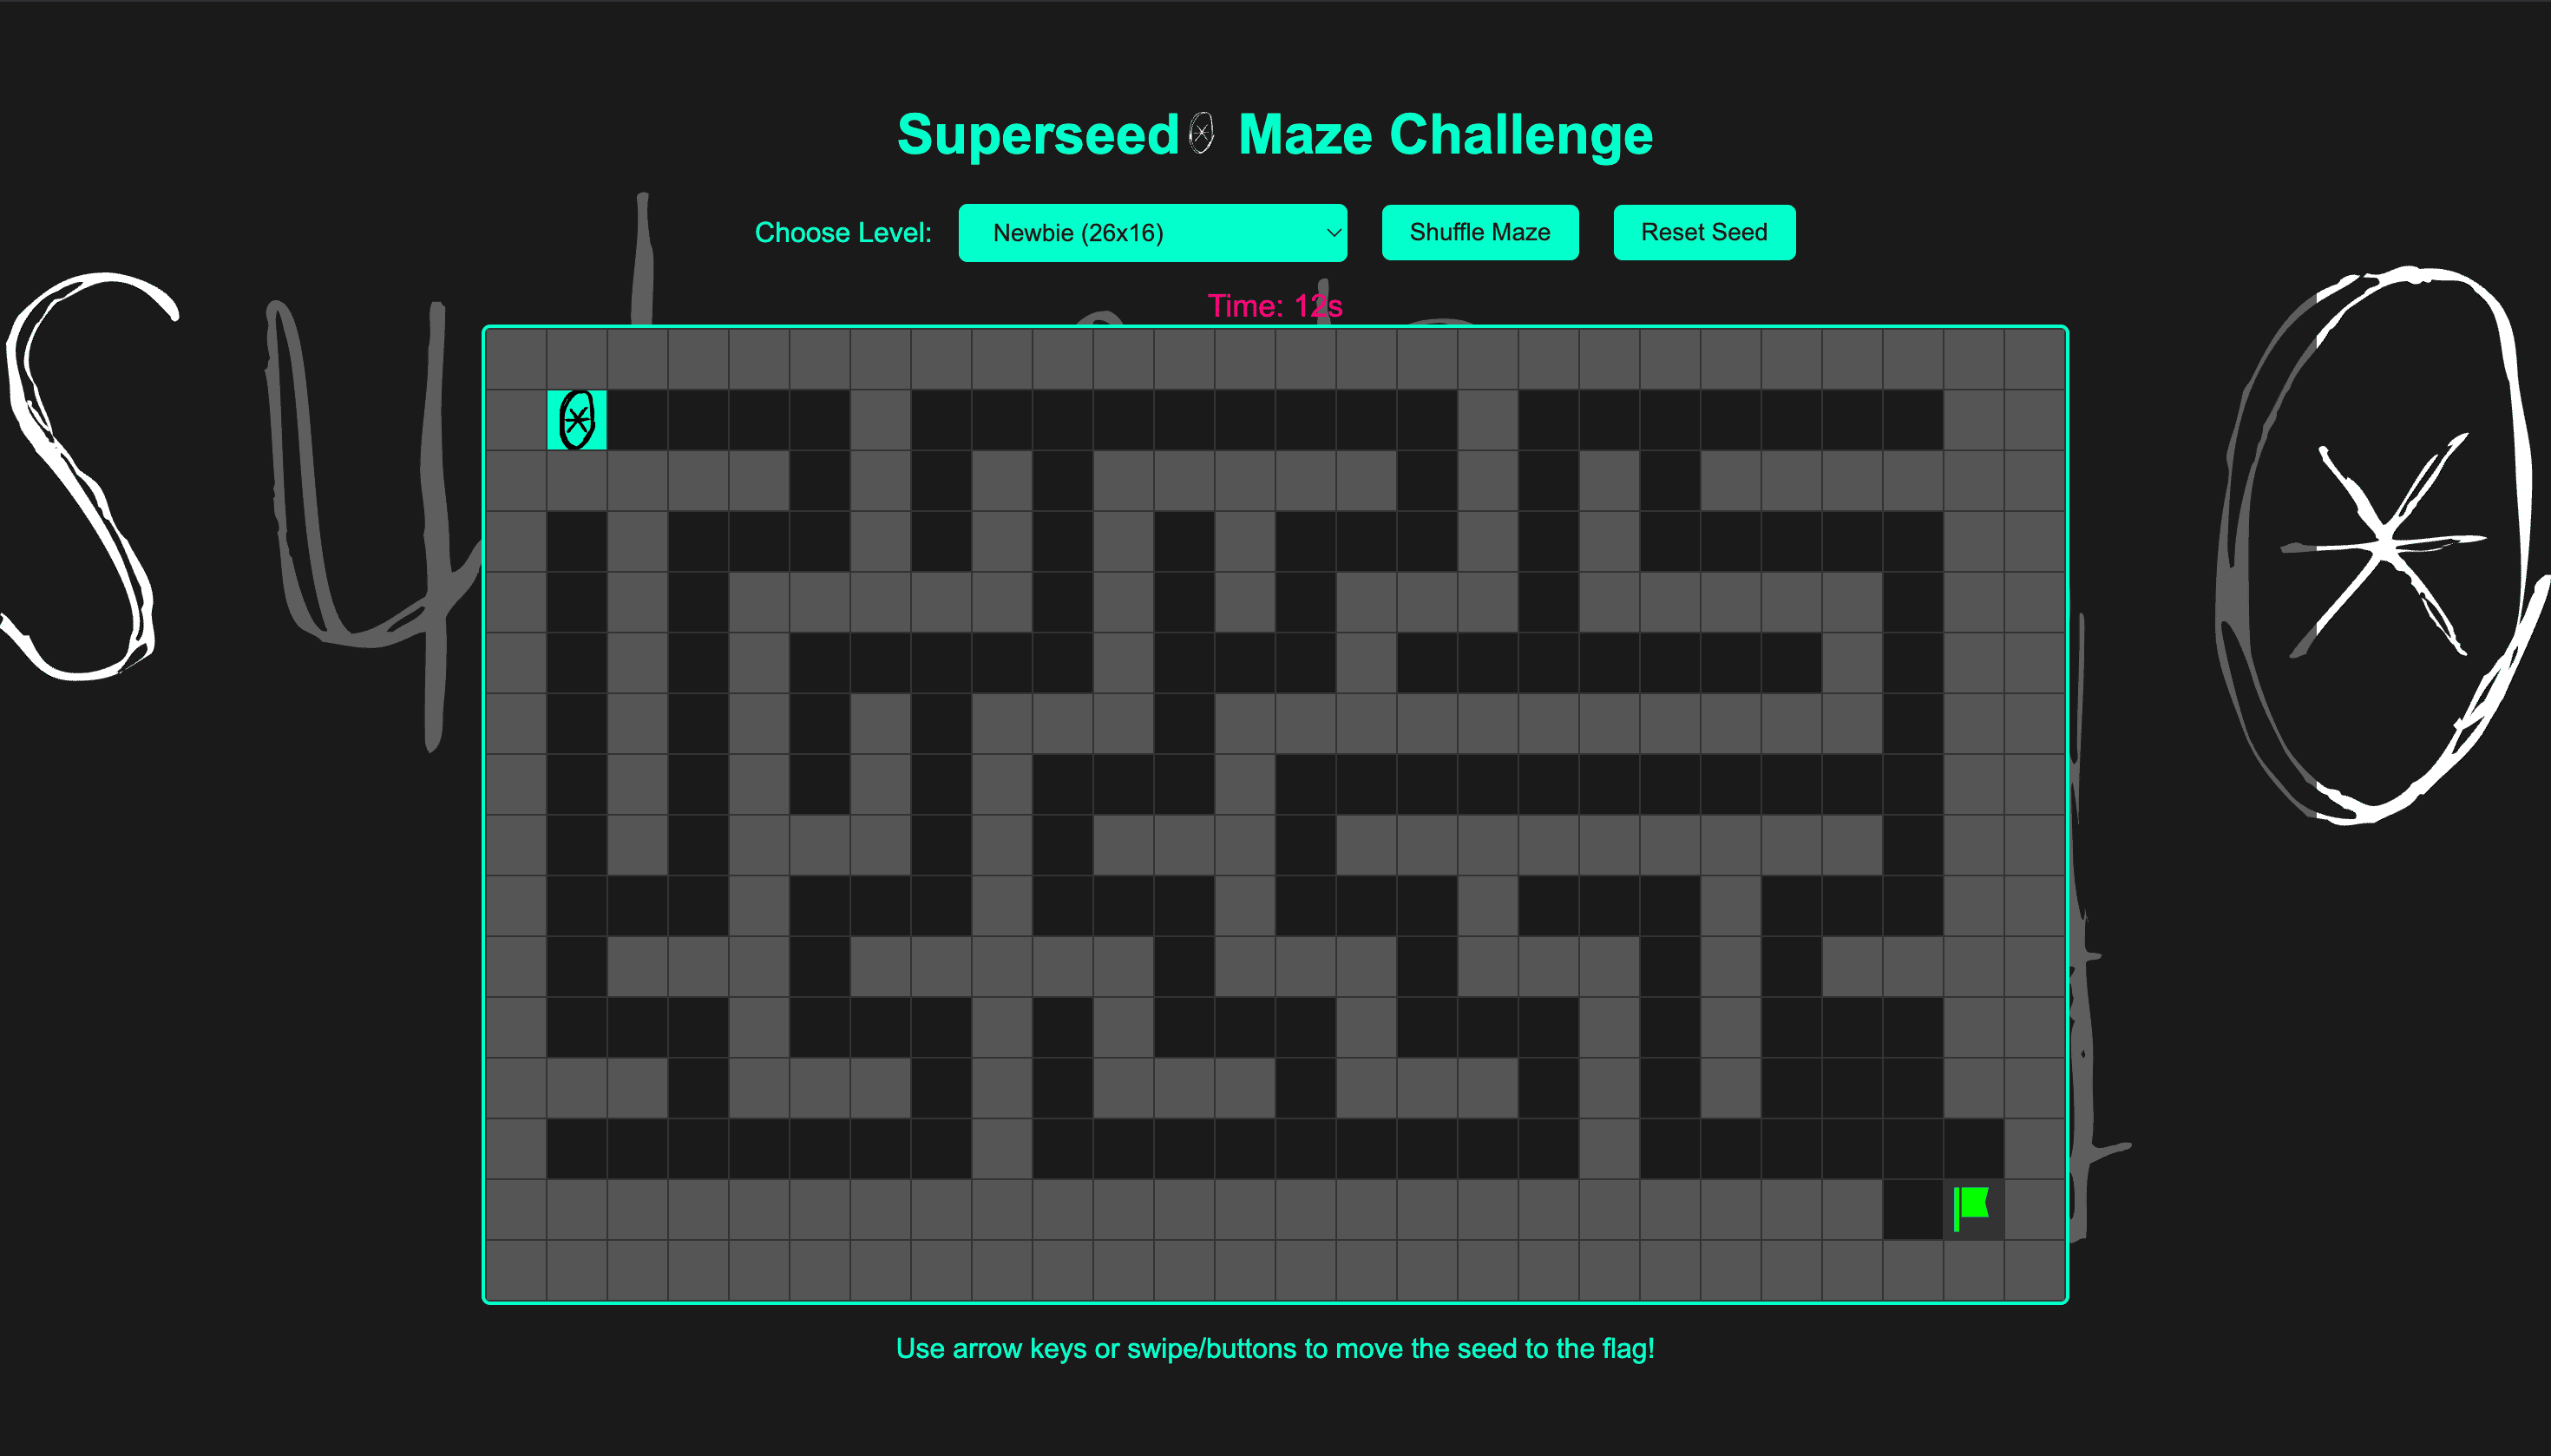 Superseed Maze Challenge
Choose Level: Newbie (26x16) Shuffle Maze Reset Seed
Time: 12s
Use arrow keys or swipe/buttons to move the seed to the flag!